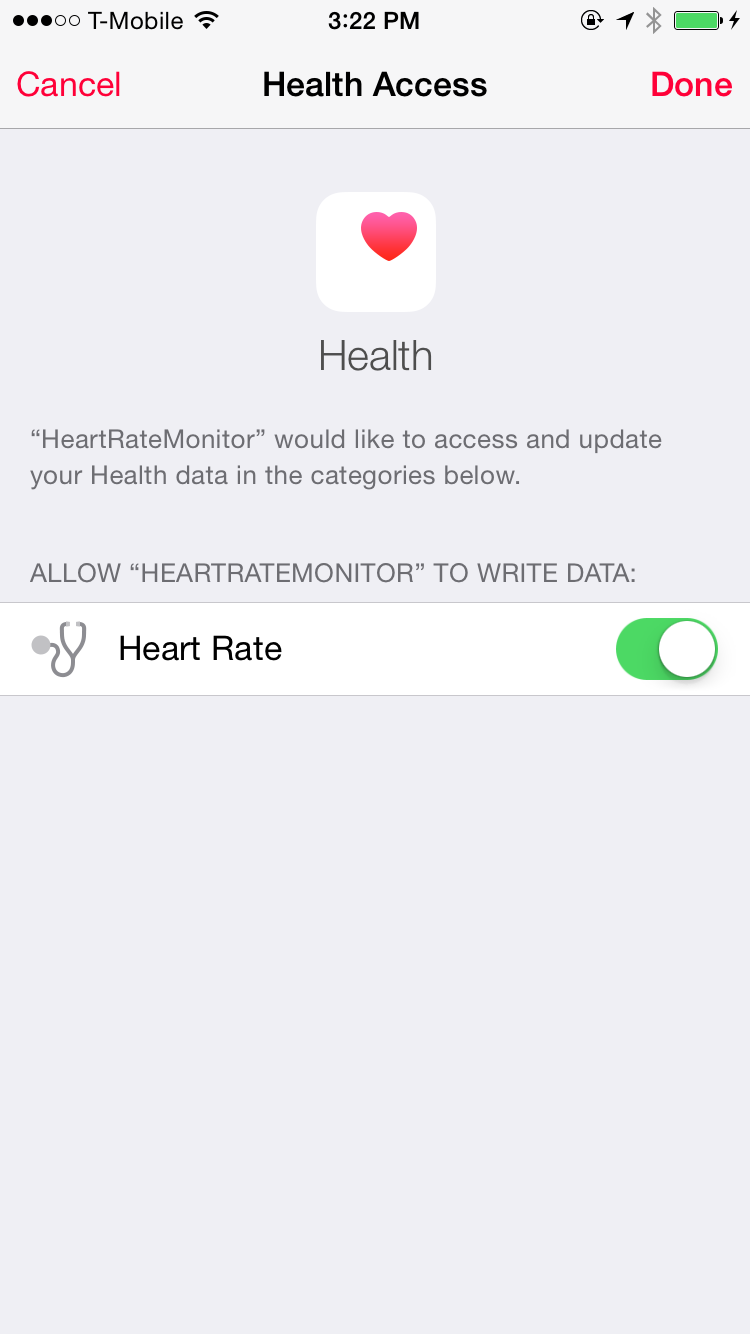 T-Mobile 3:22 PM
Cancel Health Access Done
Health
“HeartRateMonitor” would like to access and update
your Health data in the categories below.
ALLOW “HEARTRATEMONITOR” TO WRITE DATA:
Heart Rate